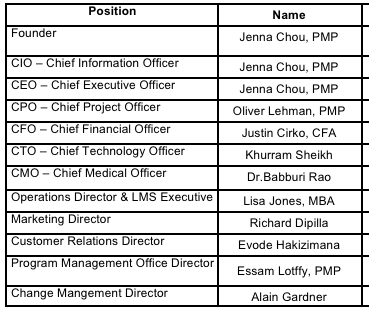 Position Name
Founder Jenna Chou, PMP
CIO – Chief Information Officer Jenna Chou, PMP
CEO – Chief Executive Officer Jenna Chou, PMP
CPO – Chief Project Officer Oliver Lehman, PMP
CFO – Chief Financial Officer Justin Cirko, CFA
CTO – Chief Technology Officer Khurram Sheikh
CMO – Chief Medical Officer Dr.Babburi Rao
Operations Director & LMS Executive Lisa Jones, MBA
Marketing Director Richard Dipilla
Customer Relations Director Evode Hakizimana
Program Management Office Director Essam Lotffy, PMP
Change Mangement Director Alain Gardner